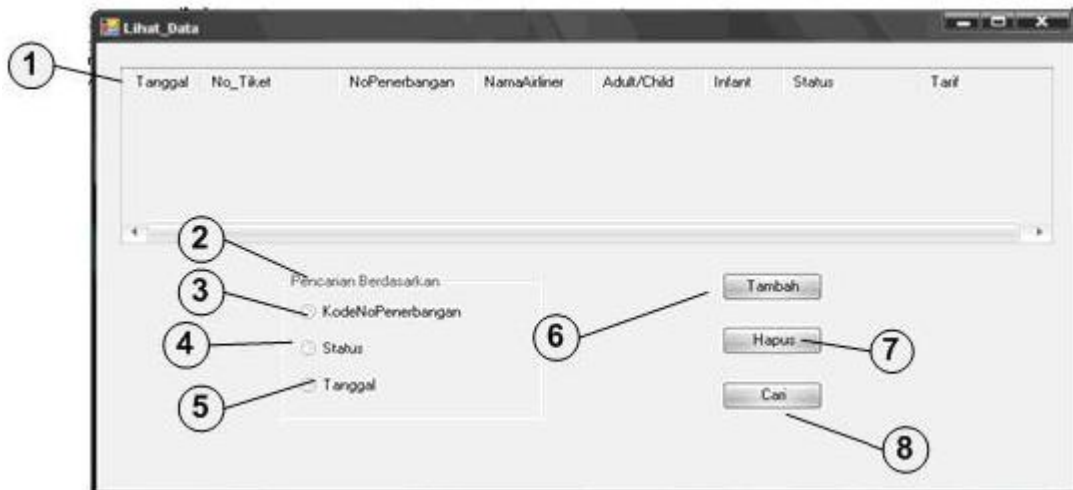 Lihat_Data
1
Tanggal No_Tiket NoPenerbangan NamaAirliner Adult/Child Infant Status Tarif
2
Pencarian Berdasarkan
3
KodeNoPenerbangan
4
Status
5
Tanggal
6
Tambah
Hapus
7
Cari
8